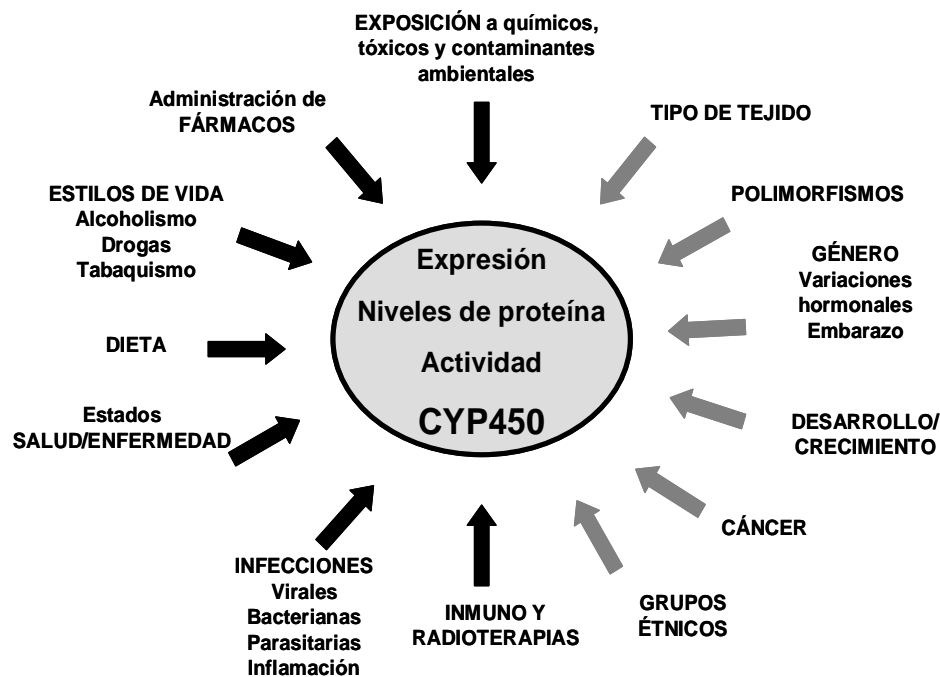 EXPOSICIÓN a químicos,
tóxicos y contaminantes
ambientales
Administración de
FÁRMACOS
TIPO DE TEJIDO
ESTILOS DE VIDA
Alcoholismo
Drogas
Tabaquismo
POLIMORFISMOS
GÉNERO
Variaciones
hormonales
Embarazo
Expresión
Niveles de proteína
Actividad
CYP450
DIETA
Estados
SALUD/ENFERMEDAD
DESARROLLO/
CRECIMIENTO
CÁNCER
INFECCIONES
Virales
Bacterianas
Parasitarias
Inflamación
INMUNO Y
RADIOTERAPIAS
GRUPOS
ÉTNICOS